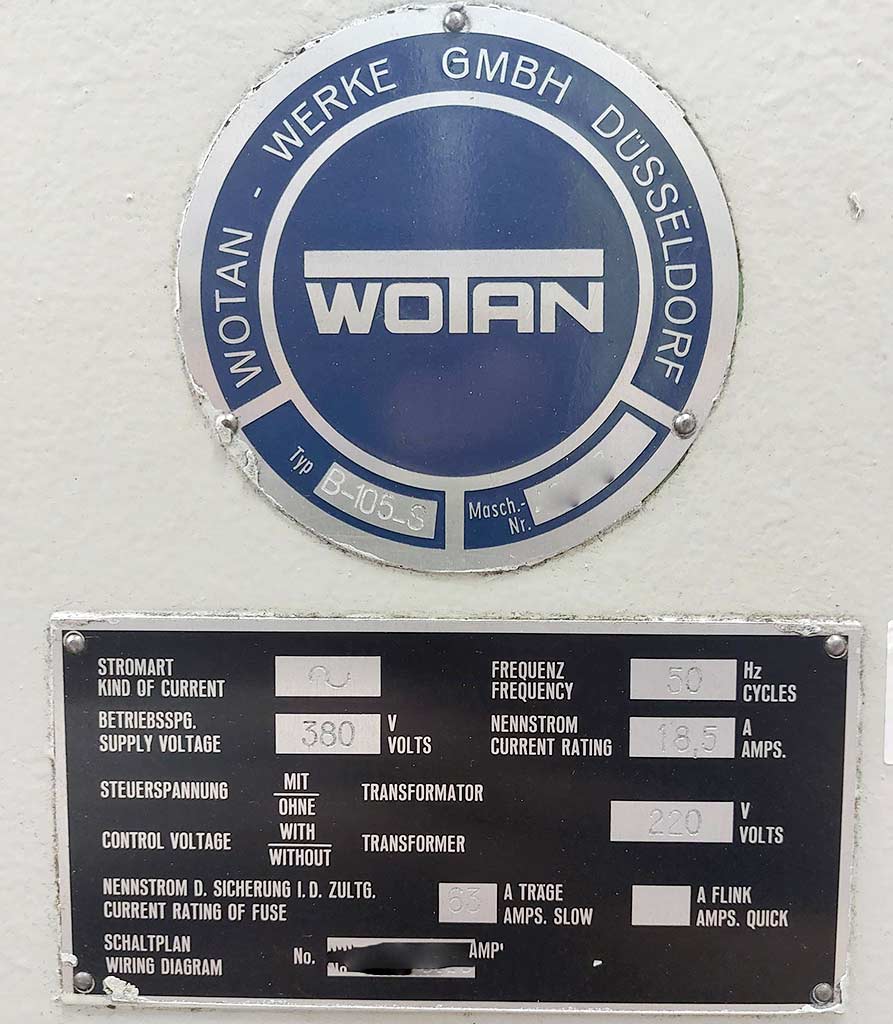 WOTAN - WERKE GMBH DÜSSELDORF
WOTAN
Typ B-105-S
Masch.-
Nr.
STROMART
KIND OF CURRENT
FREQUENZ 50 Hz
FREQUENCY CYCLES
BETRIEBSSPG. 380 V
SUPPLY VOLTAGE VOLTS
NENNSTROM 18,5 A
CURRENT RATING AMPS.
STEUERSPANNUNG MIT TRANSFORMATOR
OHNE
220 V
VOLTS
CONTROL VOLTAGE WITH TRANSFORMER
WITHOUT
NENNSTROM D. SICHERUNG I. D. ZULTG. 63 A TRÄGE A FLINK
CURRENT RATING OF FUSE AMPS. SLOW AMPS. QUICK
SCHALTPLAN No. AMP
WIRING DIAGRAM No